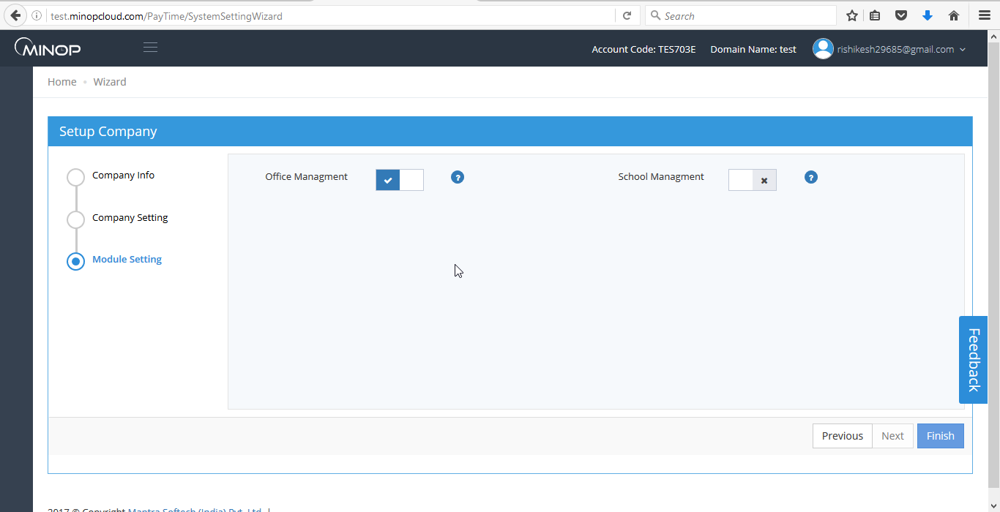 test.minopcloud.com/PayTime/SystemSettingWizard
Search
MINOP
Account Code: TES703E
Domain Name: test
rishikesh29685@gmail.com
Home
Wizard
Setup Company
Company Info
Company Setting
Module Setting
Office Managment
?
School Managment
?
Feedback
Previous
Next
Finish
2017 © Copyright Mantra Softech (India) Pvt. Ltd. |